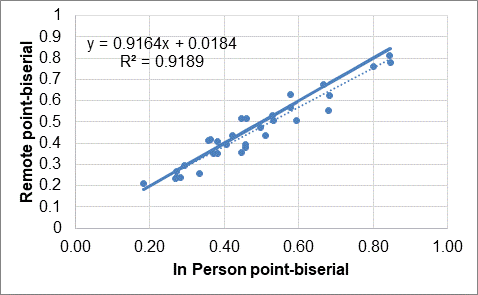 y = 0.9164x + 0.0184
R² = 0.9189
Remote point-biserial
1
0.9
0.8
0.7
0.6
0.5
0.4
0.3
0.2
0.1
0
0.00 0.20 0.40 0.60 0.80 1.00
In Person point-biserial